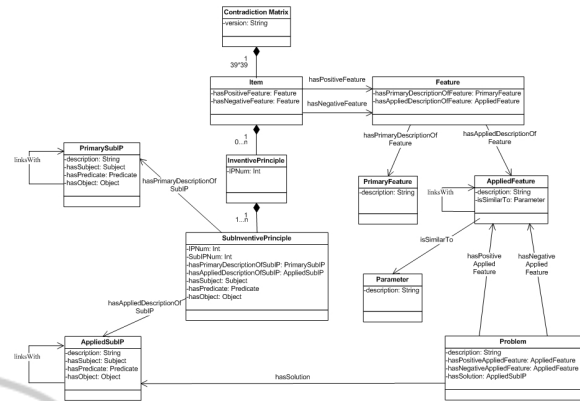 Contradiction Matrix
-version: String
1
39*39
Item
-hasPositiveFeature: Feature
-hasNegativeFeature: Feature
hasPositiveFeature
hasNegativeFeature
Feature
-hasPrimaryDescriptionOfFeature: PrimaryFeature
-hasAppliedDescriptionOfFeature: AppliedFeature
1
0...n
hasPrimaryDescriptionOf
Feature
hasAppliedDescriptionOf
Feature
PrimarySubIP
-description: String
-hasSubject: Subject
-hasPredicate: Predicate
-hasObject: Object
linksWith
hasPrimaryDescriptionOf
SubIP
InventivePrinciple
-IPNum: Int
1
1...n
PrimaryFeature
-description: String
AppliedFeature
-description: String
-isSimilarTo: Parameter
linksWith
SubInventivePrinciple
-IPNum: Int
-SubIPNum: Int
-hasPrimaryDescriptionOfSubIP: PrimarySubIP
-hasAppliedDescriptionOfSubIP: AppliedSubIP
-hasSubject: Subject
-hasPredicate: Predicate
-hasObject: Object
isSimilarTo
Parameter
-description: String
hasPositive
Applied
Feature
hasNegative
Applied
Feature
hasAppliedDescriptionOf
SubIP
AppliedSubIP
-description: String
-hasSubject: Subject
-hasPredicate: Predicate
-hasObject: Object
linksWith
hasSolution
Problem
-description: String
-hasPositiveAppliedFeature: AppliedFeature
-hasNegativeAppliedFeature: AppliedFeature
-hasSolution: AppliedSubIP